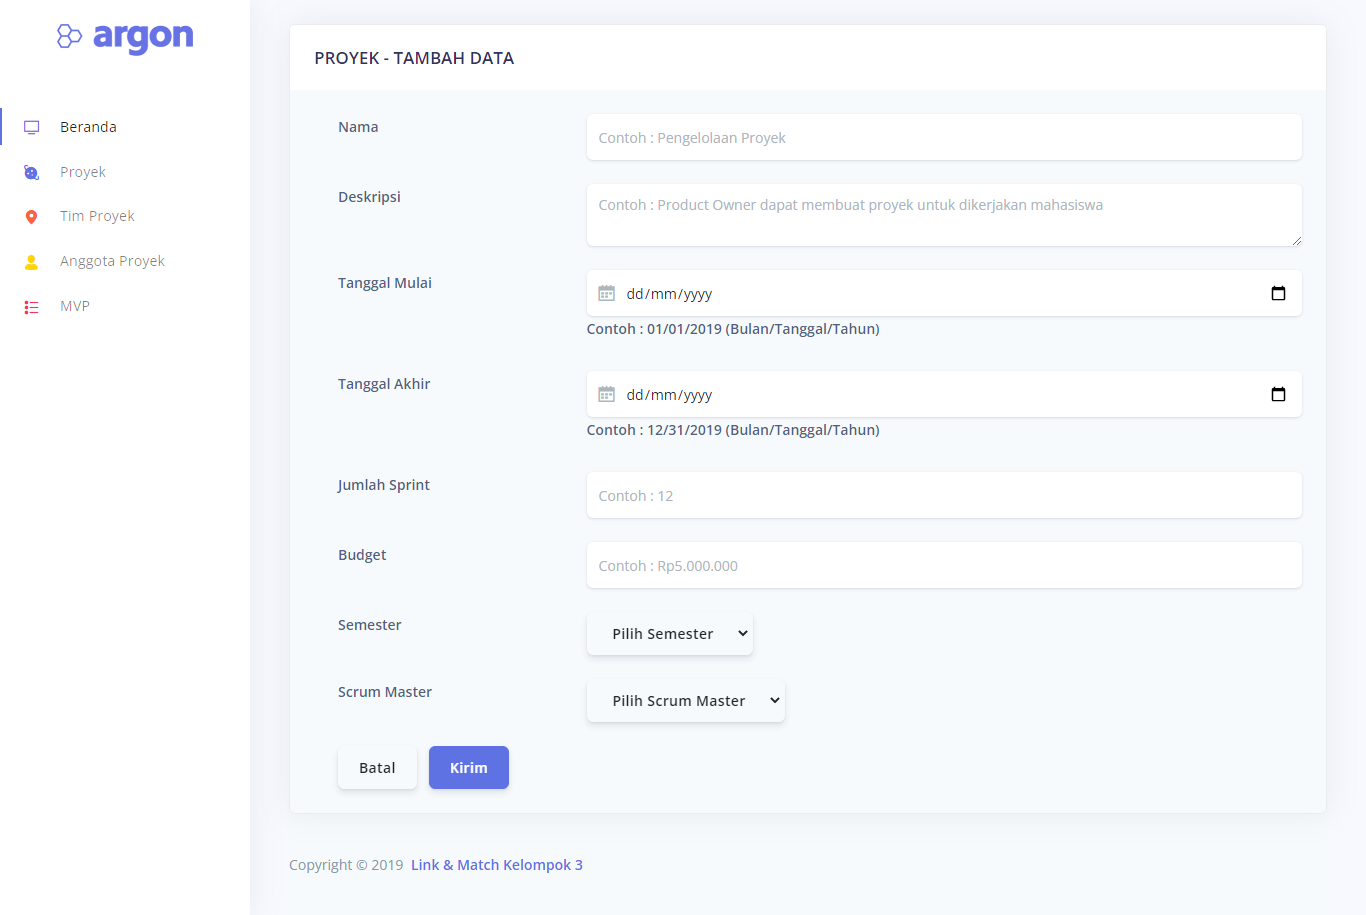 argon
Beranda
Proyek
Tim Proyek
Anggota Proyek
MVP
PROYEK - TAMBAH DATA
Nama
Contoh : Pengelolaan Proyek
Deskripsi
Contoh : Product Owner dapat membuat proyek untuk dikerjakan mahasiswa
Tanggal Mulai
dd/mm/yyyy
Contoh : 01/01/2019 (Bulan/Tanggal/Tahun)
Tanggal Akhir
dd/mm/yyyy
Contoh : 12/31/2019 (Bulan/Tanggal/Tahun)
Jumlah Sprint
Contoh : 12
Budget
Contoh : Rp5.000.000
Semester
Pilih Semester
Scrum Master
Pilih Scrum Master
Batal
Kirim
Copyright © 2019 Link & Match Kelompok 3